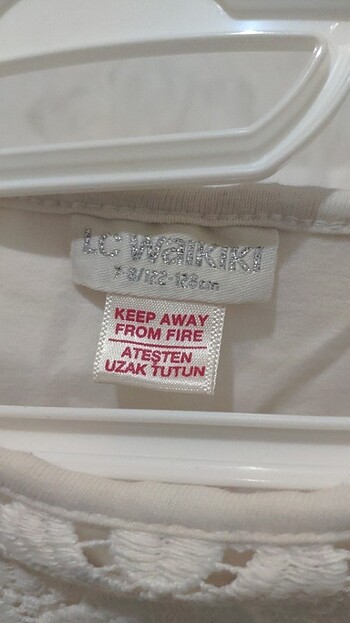 LC Waikiki
7-8/122-128cm
KEEP AWAY
FROM FIRE
ATEŞTEN
UZAK TUTUN